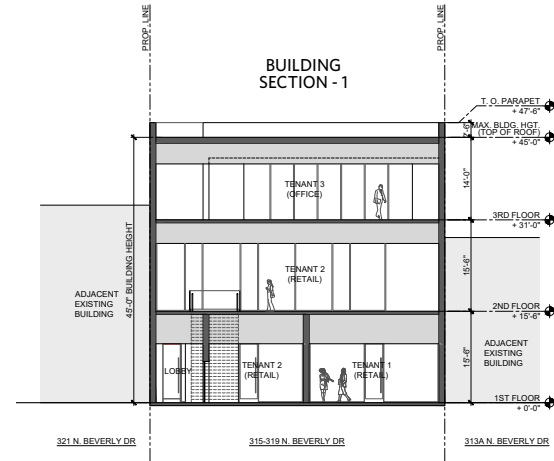 PROP. LINE
PROP. LINE
BUILDING
SECTION - 1
T. O. PARAPET
+ 47'-6"
2'-6"
MAX. BLDG. HGT.
(TOP OF ROOF)
+ 45'-0"
14'-0"
TENANT 3
(OFFICE)
3RD FLOOR
+ 31'-0"
45'-0" BUILDING HEIGHT
15'-6"
TENANT 2
(RETAIL)
ADJACENT
EXISTING
BUILDING
2ND FLOOR
+ 15'-6"
15'-6"
ADJACENT
EXISTING
BUILDING
LOBBY
TENANT 2
(RETAIL)
TENANT 1
(RETAIL)
1ST FLOOR
+ 0'-0"
321 N. BEVERLY DR
315-319 N. BEVERLY DR
313A N. BEVERLY DR